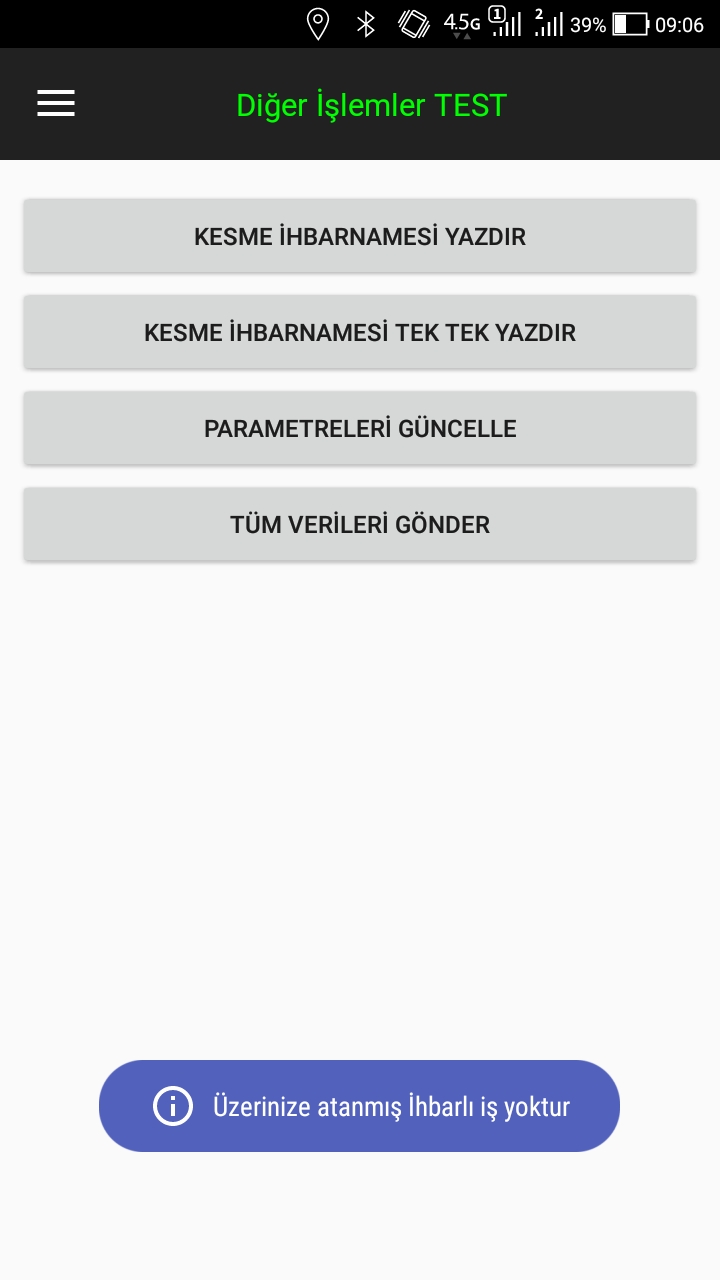 4.5G 1 2 39% 09:06
Diğer İşlemler TEST
KESME İHBARNAMESİ YAZDIR
KESME İHBARNAMESİ TEK TEK YAZDIR
PARAMETRELERİ GÜNCELLE
TÜM VERİLERİ GÖNDER
Üzerinize atanmış İhbarlı iş yoktur